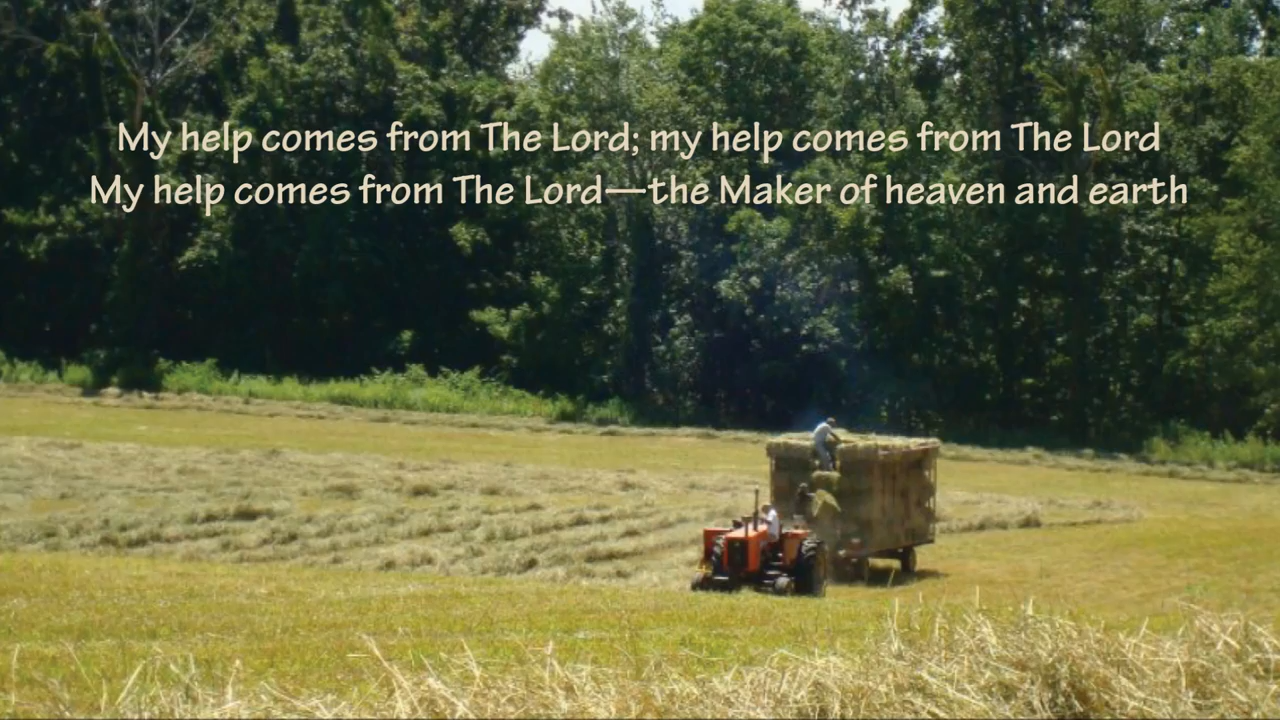 My help comes from The Lord; my help comes from The Lord
My help comes from The Lord—the Maker of heaven and earth